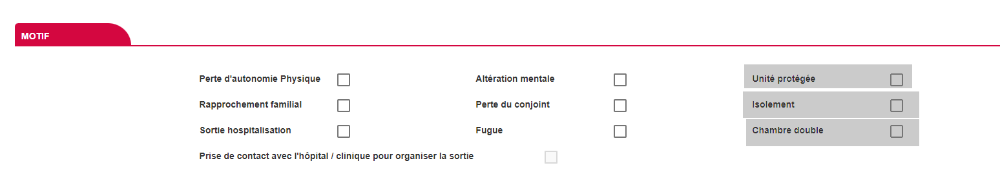 MOTIF
Perte d'autonomie Physique Altération mentale Unité protégée
Rapprochement familial Perte du conjoint Isolement
Sortie hospitalisation Fugue Chambre double
Prise de contact avec l'hôpital / clinique pour organiser la sortie